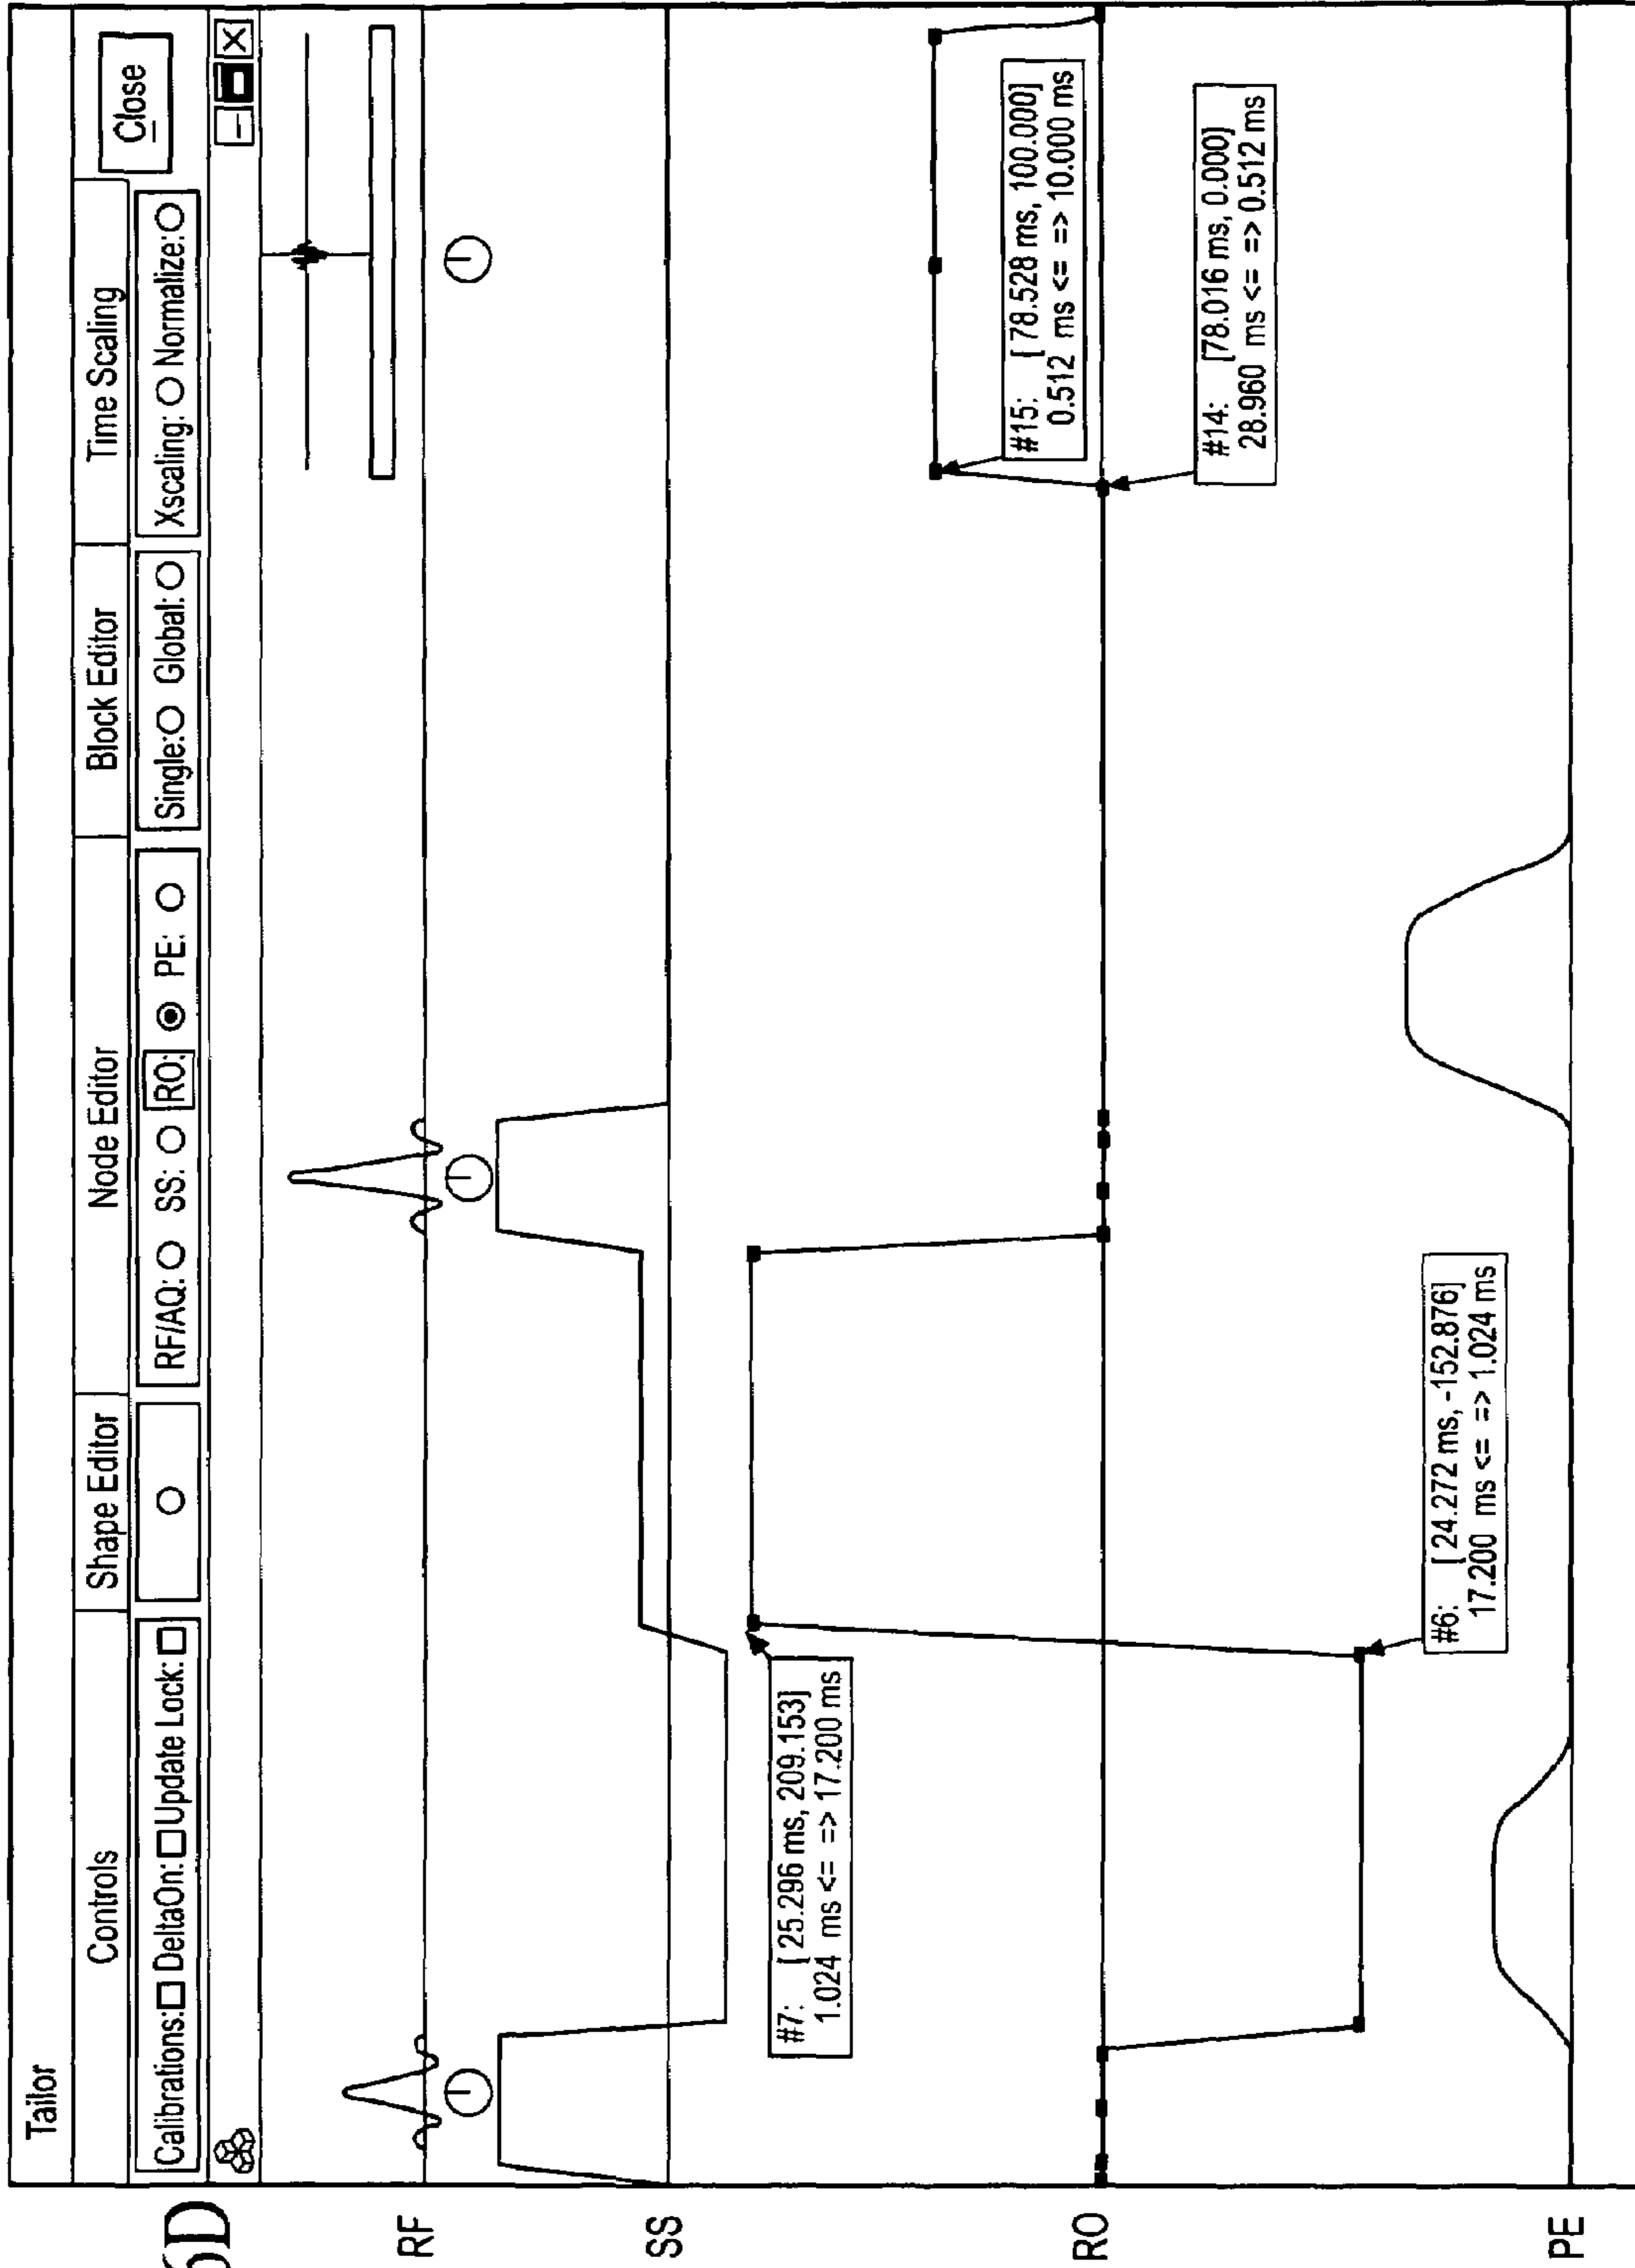 6D
Tailor
Controls
Shape Editor
Node Editor
Block Editor
Time Scaling
Close
Calibrations: DeltaOn: Update Lock:
RF/AQ: SS: RO: PE:
Single: Global:
Xscaling: Normalize:
RF
SS
RO
PE
#7: [ 25.296 ms, 209.153]
1.024 ms <= => 17.200 ms
#6: [ 24.272 ms, -152.876]
17.200 ms <= => 1.024 ms
#15: [ 78.528 ms, 100.000]
0.512 ms <= => 10.000 ms
#14: [78.016 ms, 0.000]
28.960 ms <= => 0.512 ms